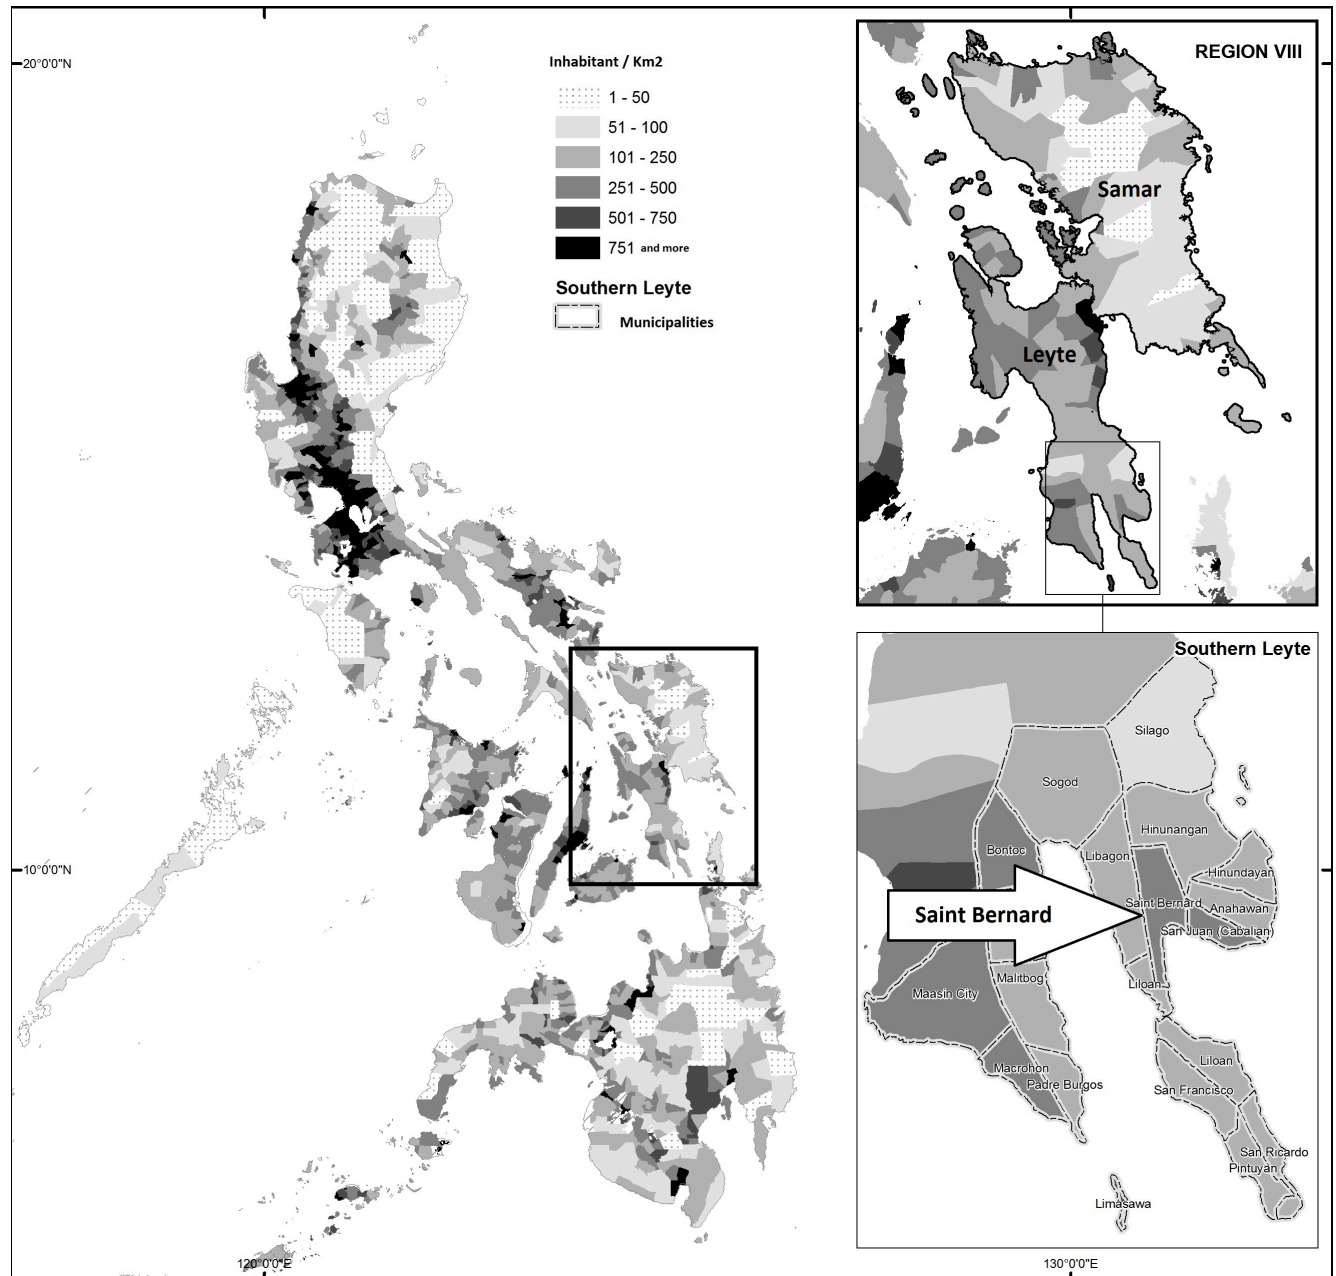 20°0'0"N
Inhabitant / Km2
1 - 50
51 - 100
101 - 250
251 - 500
501 - 750
751 and more
Southern Leyte
Municipalities
10°0'0"N
120°0'0"E
130°0'0"E
REGION VIII
Samar
Leyte
Southern Leyte
Silago
Sogod
Hinunangan
Bontoc
Libagon
Hinundayan
Saint Bernard
Saint Bernard
Anahawan
San Juan (Cabalian)
Malitbog
Liloan
Maasin City
Macrohon
Padre Burgos
Liloan
San Francisco
San Ricardo
Pintuyan
Limasawa